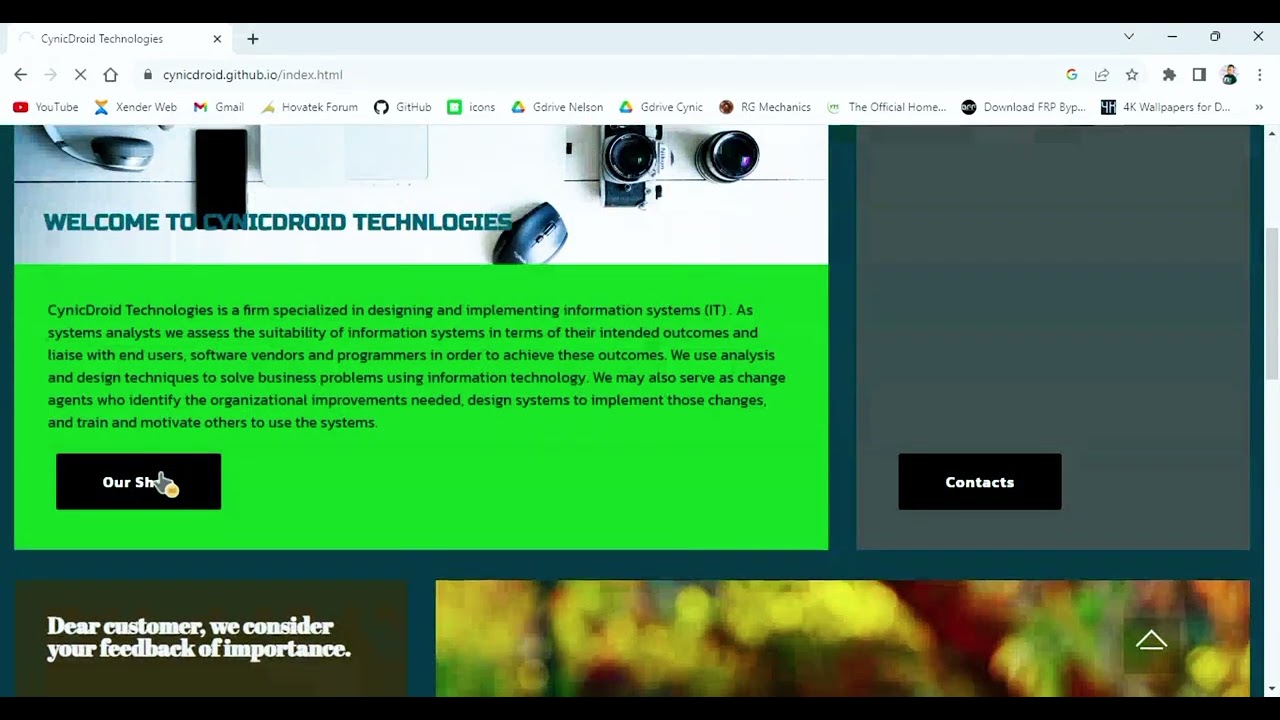 CynicDroid Technologies
cynicdroid.github.io/index.html
YouTube Xender Web Gmail Hovatek Forum GitHub icons Gdrive Nelson Gdrive Cynic RG Mechanics The Official Home... Download FRP Byp... 4K Wallpapers for D...
WELCOME TO CYNICDROID TECHNLOGIES
CynicDroid Technologies is a firm specialized in designing and implementing information systems (IT) . As
systems analysts we assess the suitability of information systems in terms of their intended outcomes and
liaise with end users, software vendors and programmers in order to achieve these outcomes. We use analysis
and design techniques to solve business problems using information technology. We may also serve as change
agents who identify the organizational improvements needed, design systems to implement those changes,
and train and motivate others to use the systems.
Our Contacts
Dear customer, we consider
your feedback of importance.